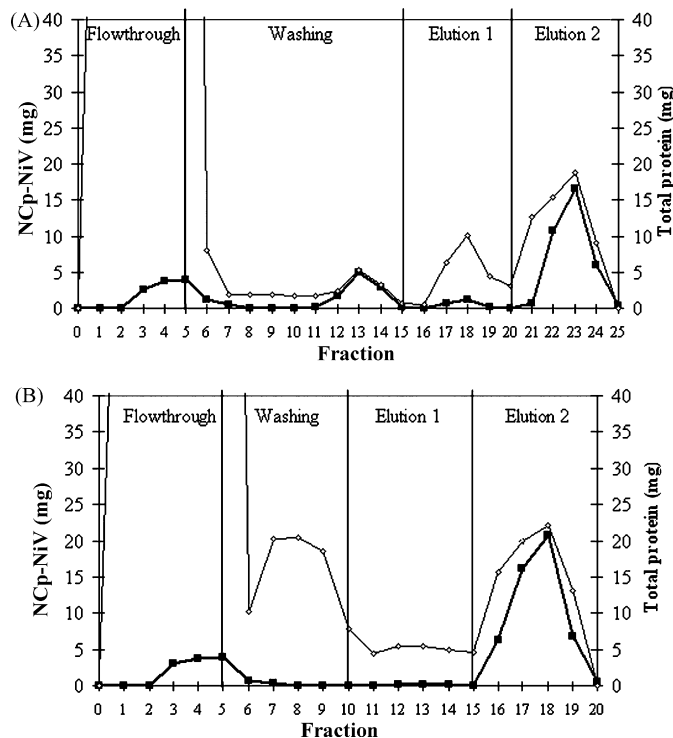 (A)
Flowthrough Washing Elution 1 Elution 2
40 40
35 35
30 30
25 25
20 20
15 15
10 10
5 5
0 0
NCp-NiV (mg)
Total protein (mg)
0 1 2 3 4 5 6 7 8 9 10 11 12 13 14 15 16 17 18 19 20 21 22 23 24 25
Fraction
(B)
Flowthrough Washing Elution 1 Elution 2
40 40
35 35
30 30
25 25
20 20
15 15
10 10
5 5
0 0
NCp-NiV (mg)
Total protein (mg)
0 1 2 3 4 5 6 7 8 9 10 11 12 13 14 15 16 17 18 19 20
Fraction